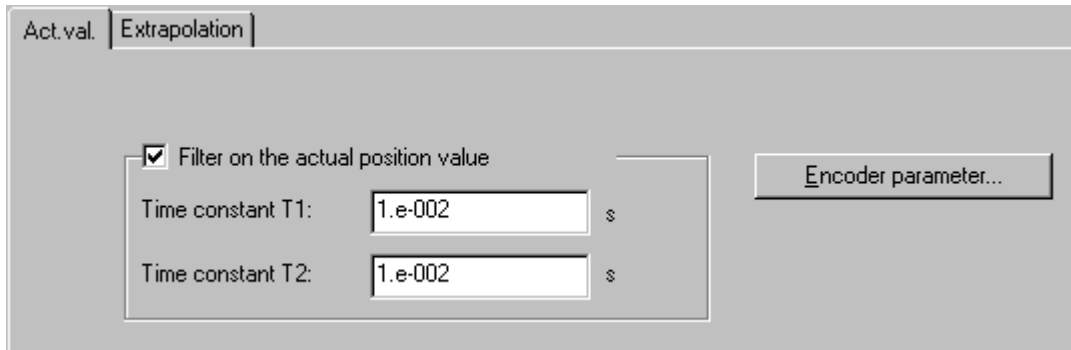 Act.val. Extrapolation
Filter on the actual position value
Encoder parameter...
Time constant T1: 1.e-002 s
Time constant T2: 1.e-002 s